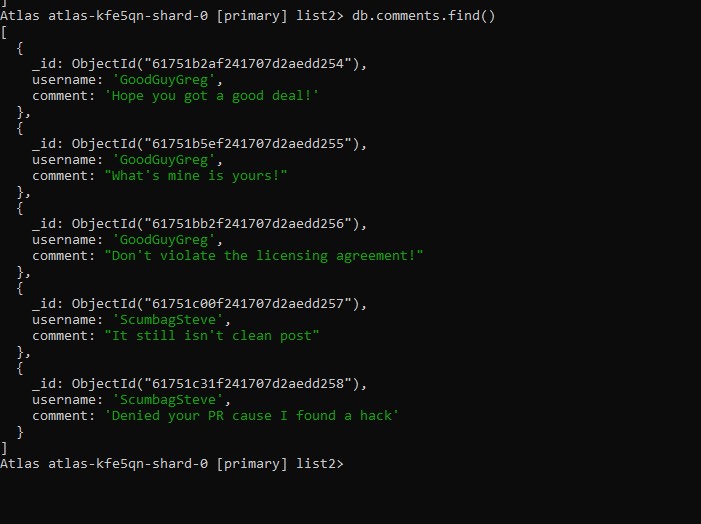 ]
Atlas atlas-kfe5qn-shard-0 [primary] list2> db.comments.find()
[
  {
    _id: ObjectId("61751b2af241707d2aedd254"),
    username: 'GoodGuyGreg',
    comment: 'Hope you got a good deal!'
  },
  {
    _id: ObjectId("61751b5ef241707d2aedd255"),
    username: 'GoodGuyGreg',
    comment: "What's mine is yours!"
  },
  {
    _id: ObjectId("61751bb2f241707d2aedd256"),
    username: 'GoodGuyGreg',
    comment: "Don't violate the licensing agreement!"
  },
  {
    _id: ObjectId("61751c00f241707d2aedd257"),
    username: 'ScumbagSteve',
    comment: "It still isn't clean post"
  },
  {
    _id: ObjectId("61751c31f241707d2aedd258"),
    username: 'ScumbagSteve',
    comment: 'Denied your PR cause I found a hack'
  }
]
Atlas atlas-kfe5qn-shard-0 [primary] list2>